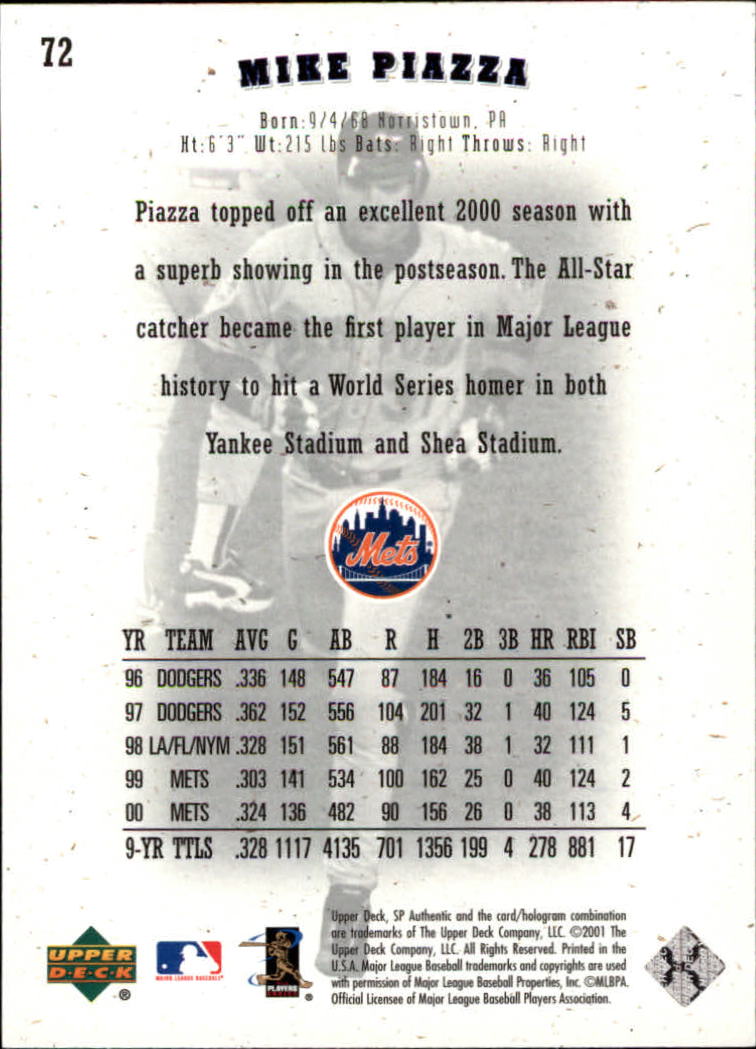 72
MIKE PIAZZA
Born:9/4/68 Norristown, PA
Ht:6'3" Wt:215 lbs Bats: Right Throws: Right
Piazza topped off an excellent 2000 season with
a superb showing in the postseason. The All-Star
catcher became the first player in Major League
history to hit a World Series homer in both
Yankee Stadium and Shea Stadium.
Mets
YR TEAM AVG G AB R H 2B 3B HR RBI SB
96 DODGERS .336 148 547 87 184 16 0 36 105 0
97 DODGERS .362 152 556 104 201 32 1 40 124 5
98 LA/FL/NYM .328 151 561 88 184 38 1 32 111 1
99 METS .303 141 534 100 162 25 0 40 124 2
00 METS .324 136 482 90 156 26 0 38 113 4
9-YR TTLS .328 1117 4135 701 1356 199 4 278 881 17
Upper Deck, SP Authentic and the card/hologram combination
are trademarks of The Upper Deck Company, LLC. ©2001 The
Upper Deck Company, LLC. All Rights Reserved. Printed in the
U.S.A. Major League Baseball trademarks and copyrights are used
with permission of Major League Baseball Properties, Inc. ©MLBPA.
Official Licensee of Major League Baseball Players Association.
UPPER
DECK
®
MAJOR LEAGUE BASEBALL
PLAYERS
®